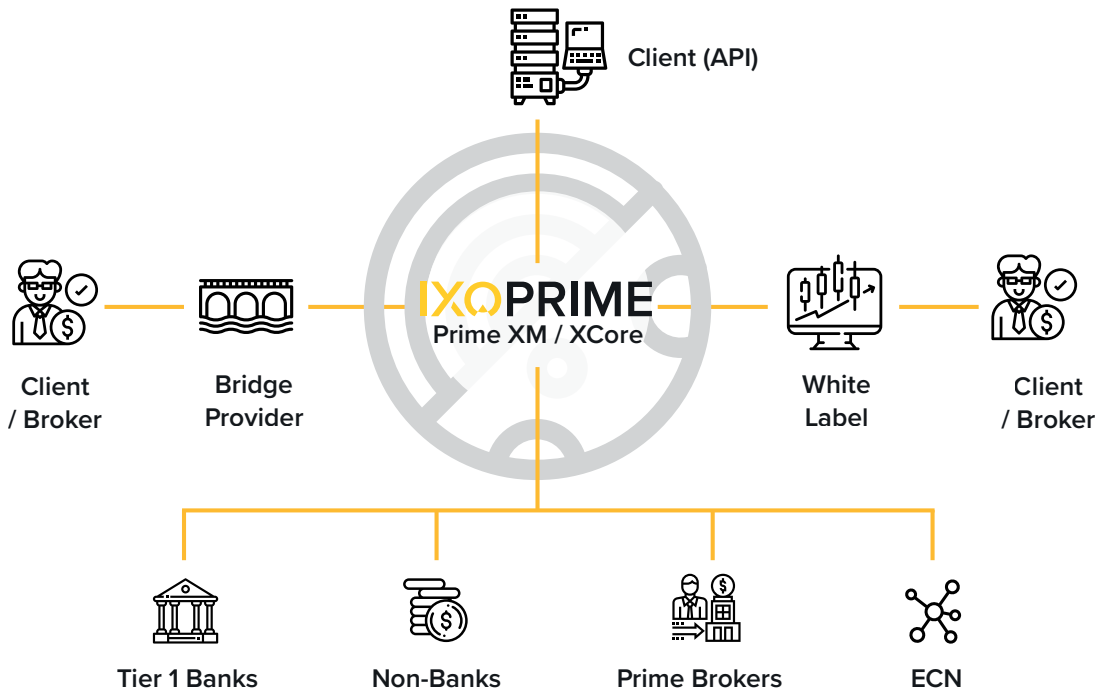 Client (API)
IXOPRIME
Prime XM / XCore
Client
/ Broker
Bridge
Provider
White
Label
Client
/ Broker
Tier 1 Banks
Non-Banks
Prime Brokers
ECN